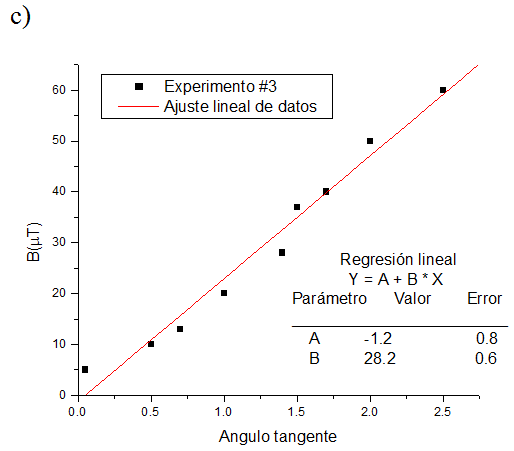 c)
Experimento #3
Ajuste lineal de datos
60
50
40
30
20
10
0
B(μT)
Regresión lineal
Y = A + B * X
Parámetro Valor Error
A -1.2 0.8
B 28.2 0.6
0.0 0.5 1.0 1.5 2.0 2.5
Angulo tangente